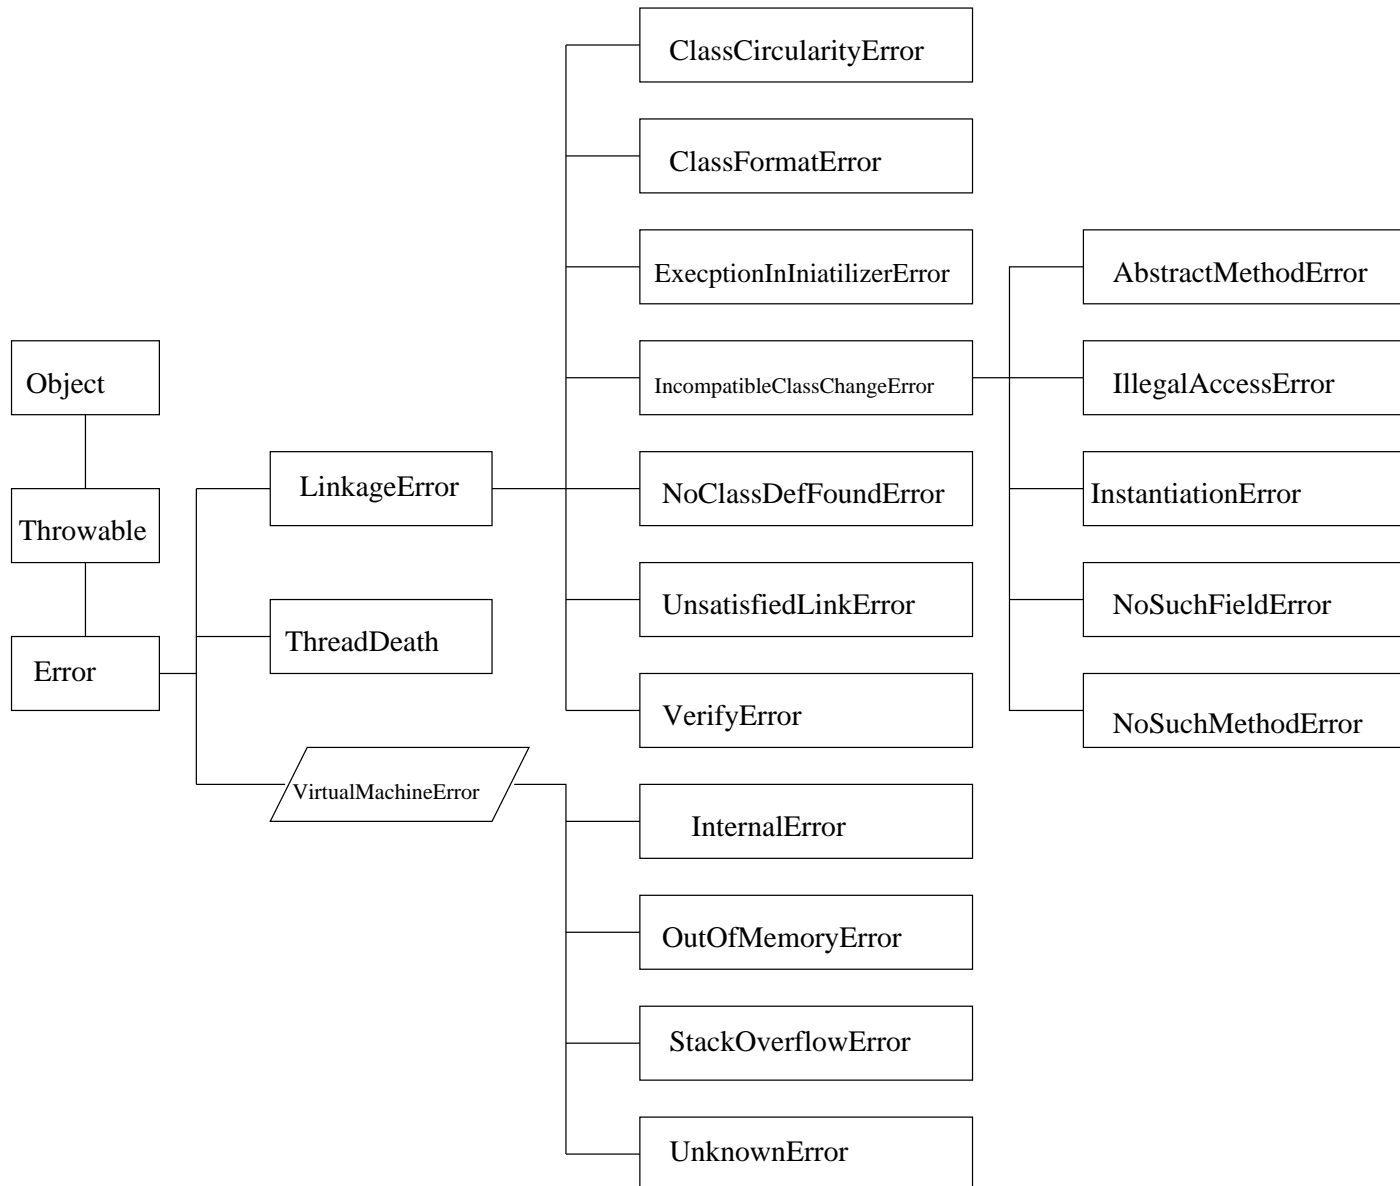 Object
Throwable
Error
LinkageError
ThreadDeath
VirtualMachineError
ClassCircularityError
ClassFormatError
ExecptionInIniatilizerError
IncompatibleClassChangeError
NoClassDefFoundError
UnsatisfiedLinkError
VerifyError
InternalError
OutOfMemoryError
StackOverflowError
UnknownError
AbstractMethodError
IllegalAccessError
InstantiationError
NoSuchFieldError
NoSuchMethodError